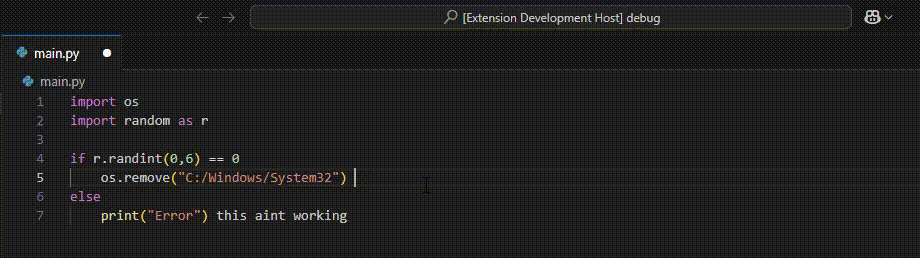 [Extension Development Host] debug
main.py
main.py
1 import os
2 import random as r
3
4 if r.randint(0,6) == 0
5     os.remove("C:/Windows/System32")
6 else
7     print("Error") this aint working